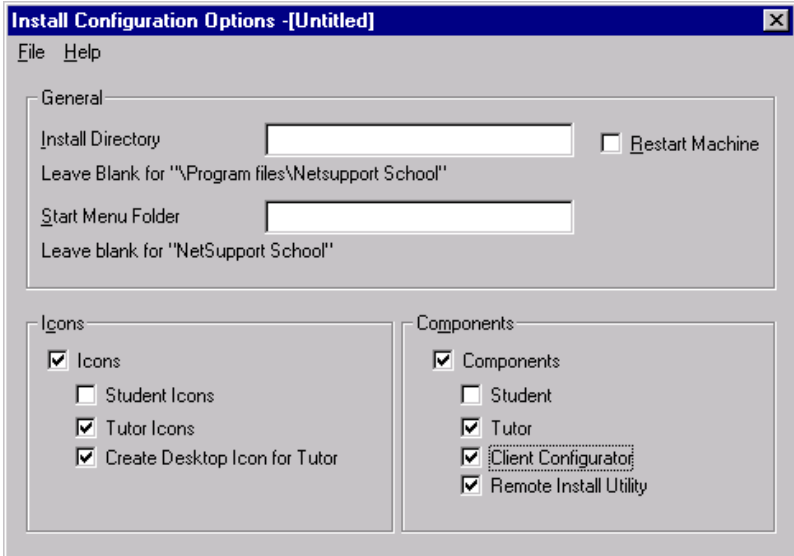 Install Configuration Options -[Untitled]
File Help
General
Install Directory
Restart Machine
Leave Blank for "\Program files\Netsupport School"
Start Menu Folder
Leave blank for "NetSupport School"
Icons
Icons
Student Icons
Tutor Icons
Create Desktop Icon for Tutor
Components
Components
Student
Tutor
Client Configurator
Remote Install Utility